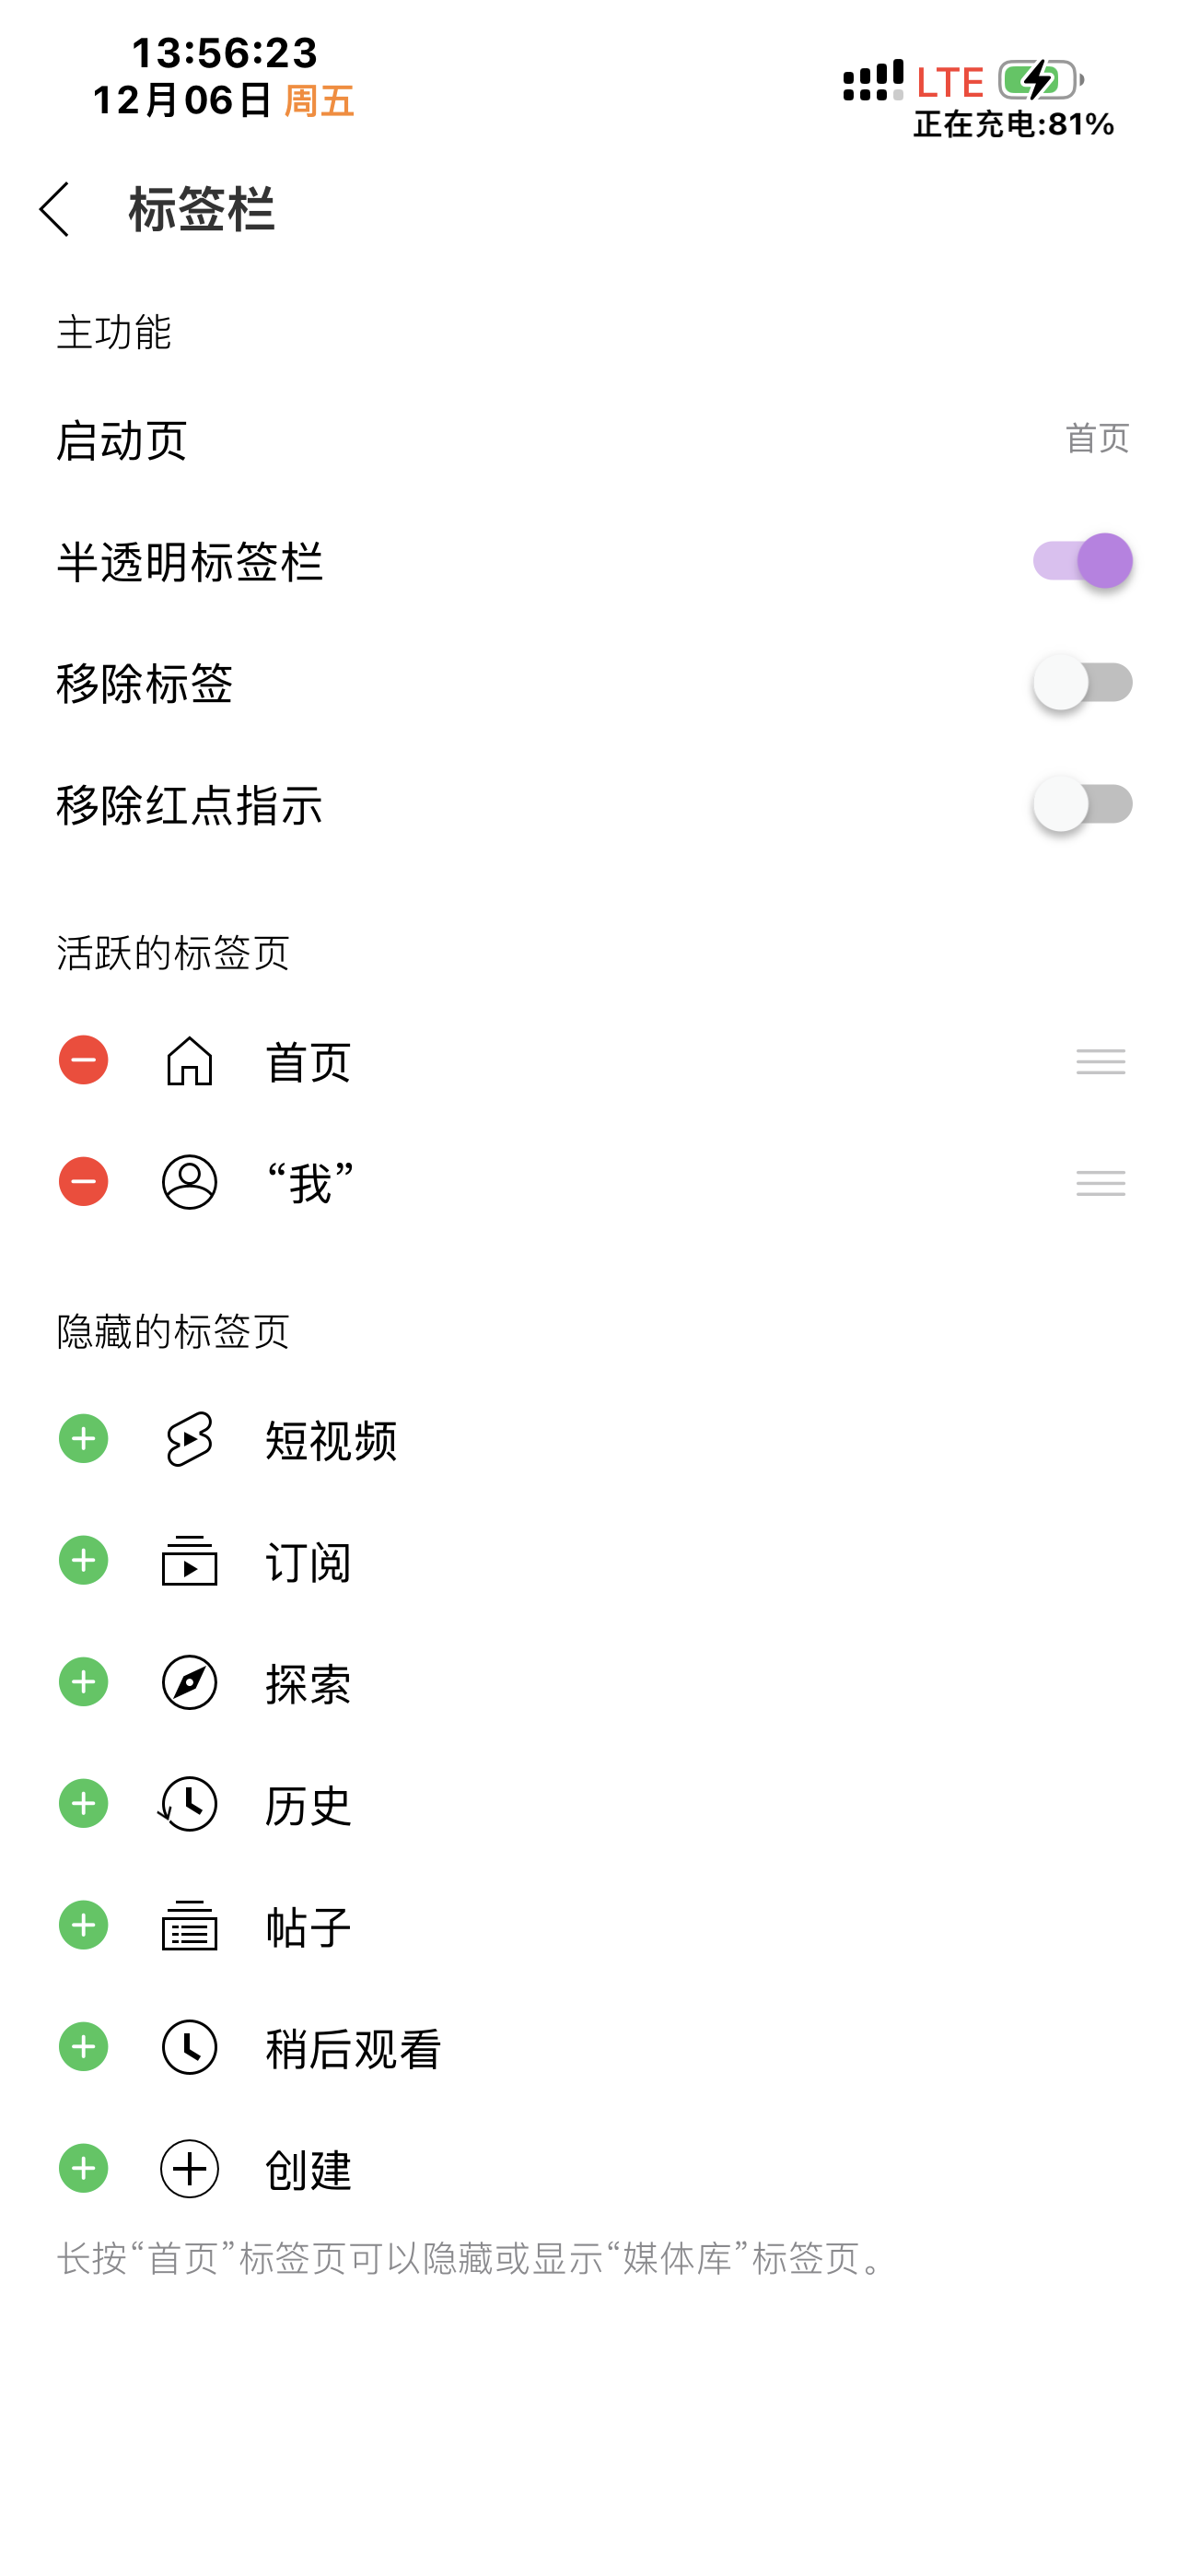 13:56:23
12月06日 周五
LTE
正在充电:81%
标签栏
主功能
启动页 首页
半透明标签栏
移除标签
移除红点指示
活跃的标签页
首页
“我”
隐藏的标签页
短视频
订阅
探索
历史
帖子
稍后观看
创建
长按“首页”标签页可以隐藏或显示“媒体库”标签页。